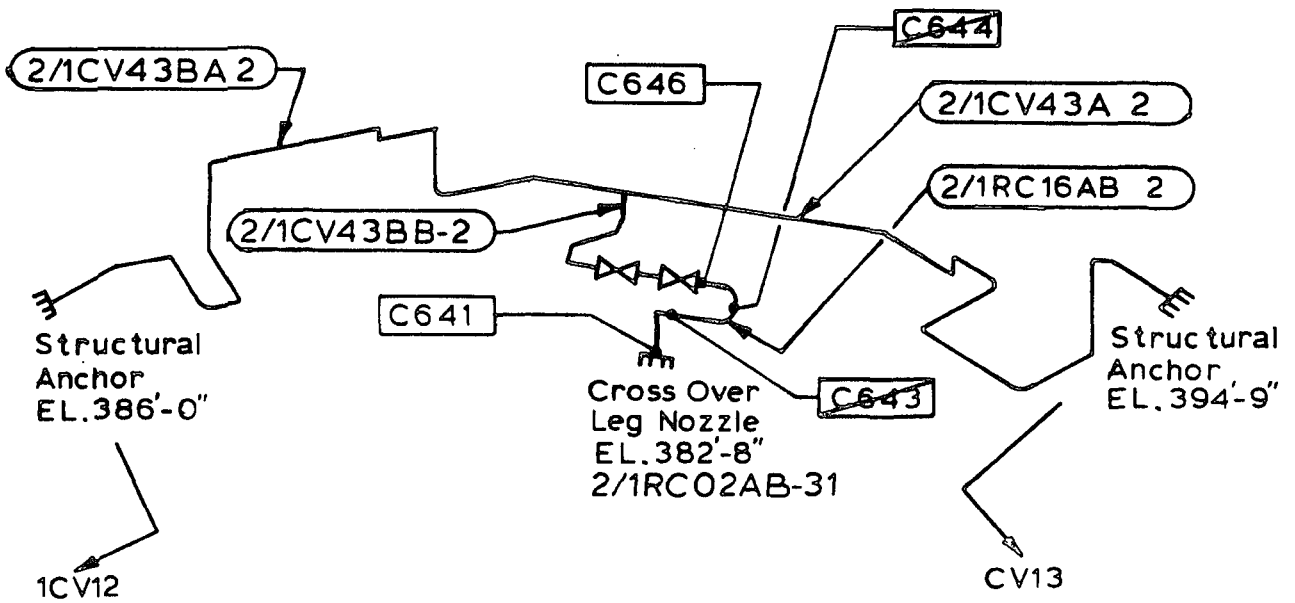 C644
2/1CV43BA 2
C646
2/1CV43A 2
2/1RC16AB 2
2/1CV43BB-2
C641
Structural
Anchor
EL.386'-0"
Structural
Anchor
EL.394'-9"
Cross Over
Leg Nozzle
EL.382'-8"
2/1RC02AB-31
C643
1CV12
CV13